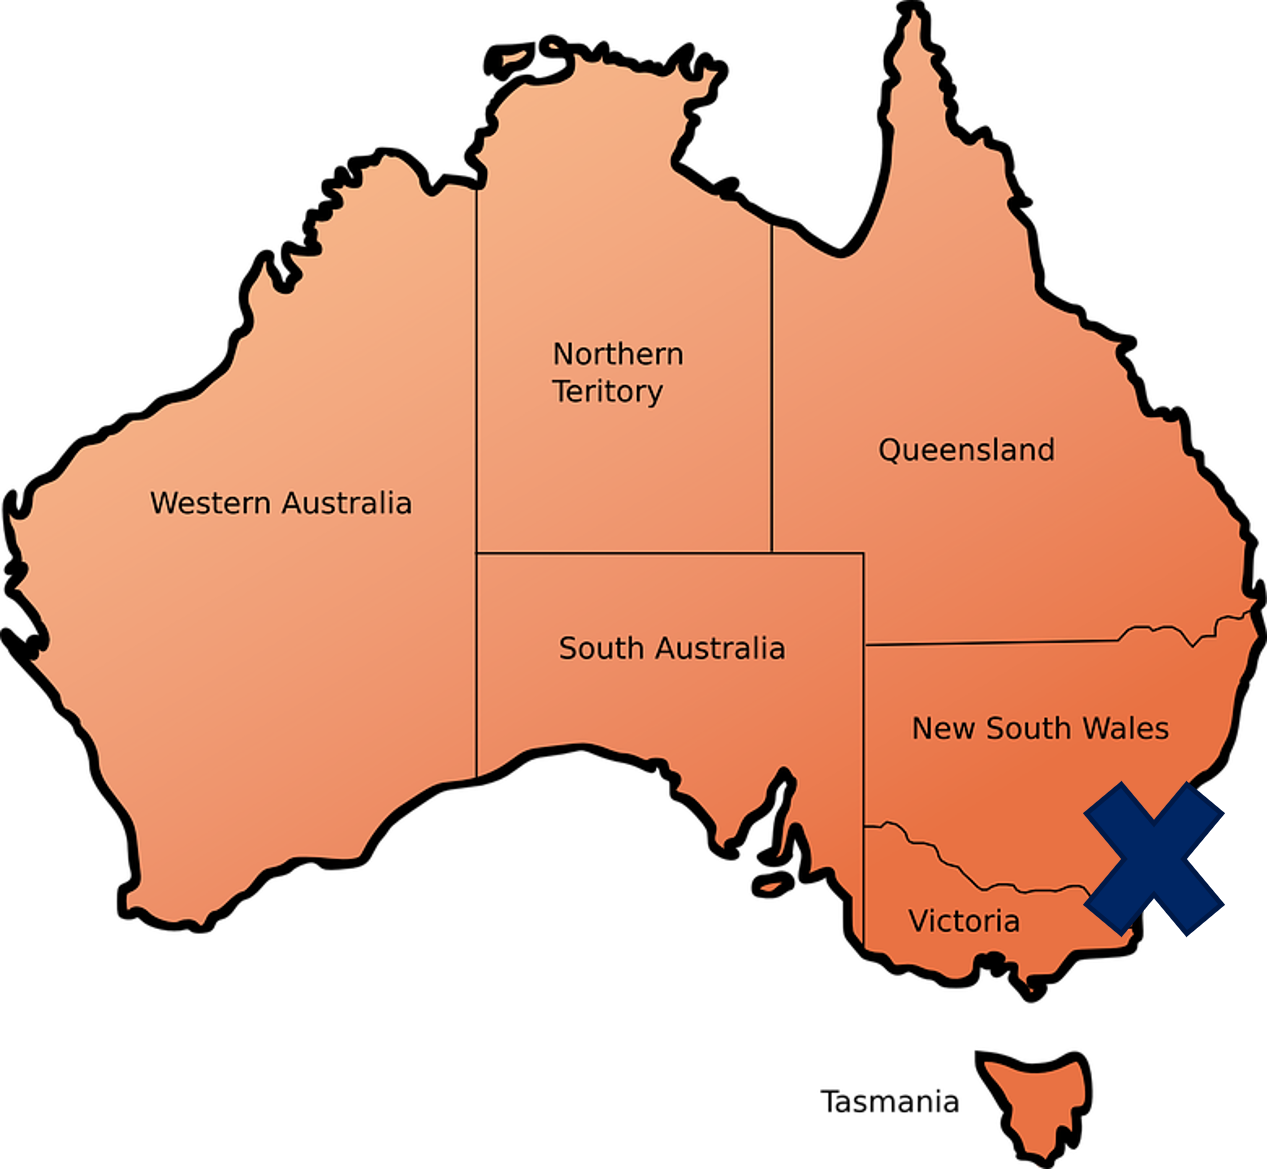 Northern
Teritory
Queensland
Western Australia
South Australia
New South Wales
Victoria
Tasmania